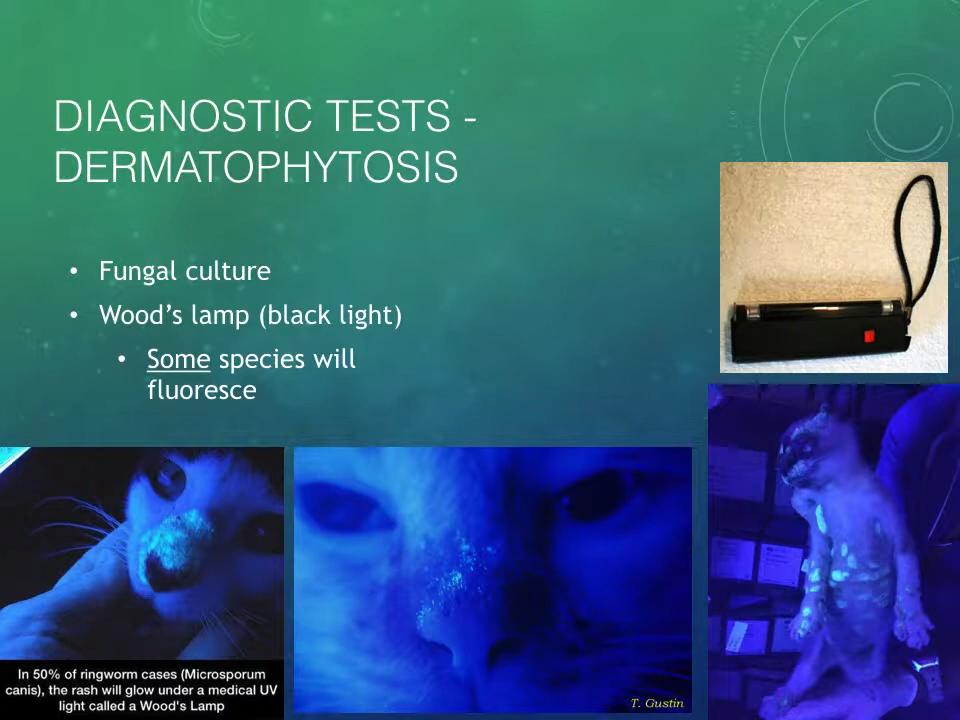 DIAGNOSTIC TESTS -
DERMATOPHYTOSIS
• Fungal culture
• Wood’s lamp (black light)
• Some species will
fluoresce
In 50% of ringworm cases (Microsporum
canis), the rash will glow under a medical UV
light called a Wood's Lamp
T. Gustin